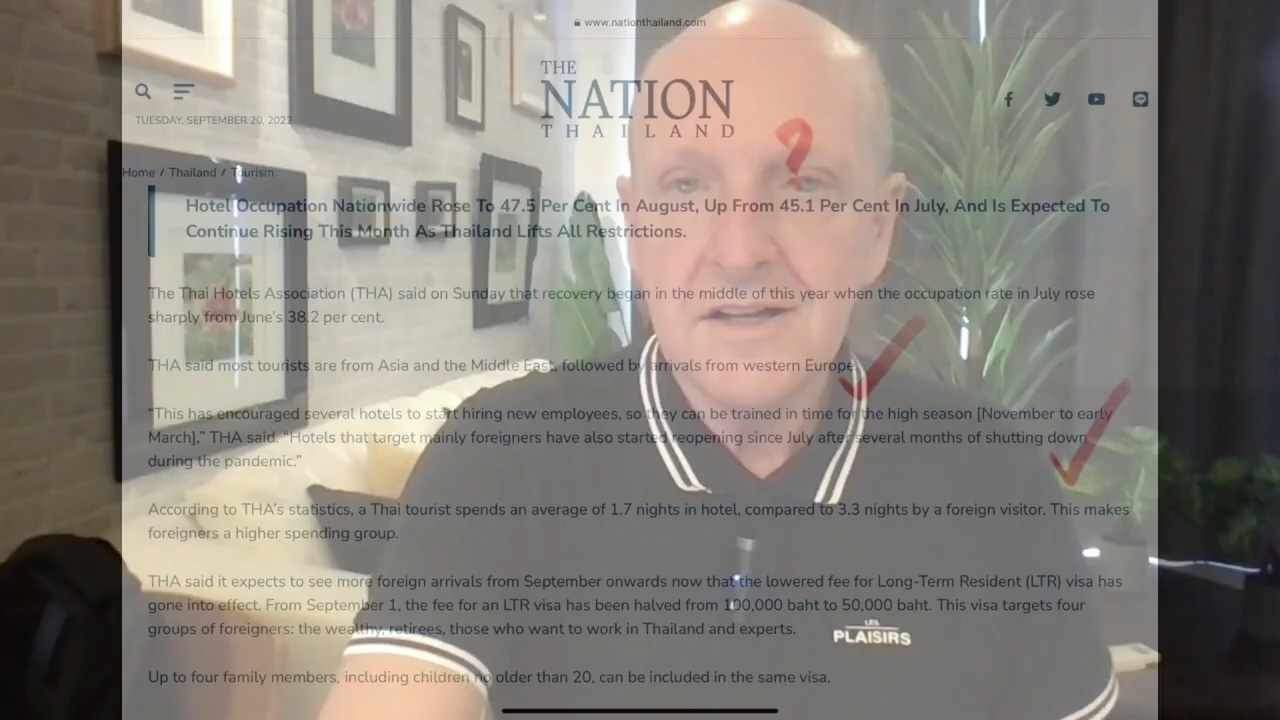 www.nationthailand.com
THE
NATION
THAILAND
TUESDAY, SEPTEMBER 20, 2022
Home / Thailand / Tourism
Hotel Occupation Nationwide Rose To 47.5 Per Cent In August, Up From 45.1 Per Cent In July, And Is Expected To
Continue Rising This Month As Thailand Lifts All Restrictions.
The Thai Hotels Association (THA) said on Sunday that recovery began in the middle of this year when the occupation rate in July rose
sharply from June's 38.2 per cent.
THA said most tourists are from Asia and the Middle East, followed by arrivals from western Europe.
“This has encouraged several hotels to start hiring new employees, so they can be trained in time for the high season [November to early
March],” THA said. “Hotels that target mainly foreigners have also started reopening since July after several months of shutting down
during the pandemic.”
According to THA's statistics, a Thai tourist spends an average of 1.7 nights in hotel, compared to 3.3 nights by a foreign visitor. This makes
foreigners a higher spending group.
THA said it expects to see more foreign arrivals from September onwards now that the lowered fee for Long-Term Resident (LTR) visa has
gone into effect. From September 1, the fee for an LTR visa has been halved from 100,000 baht to 50,000 baht. This visa targets four
groups of foreigners: the wealthy, retirees, those who want to work in Thailand and experts.
LES
PLAISIRS
Up to four family members, including children no older than 20, can be included in the same visa.